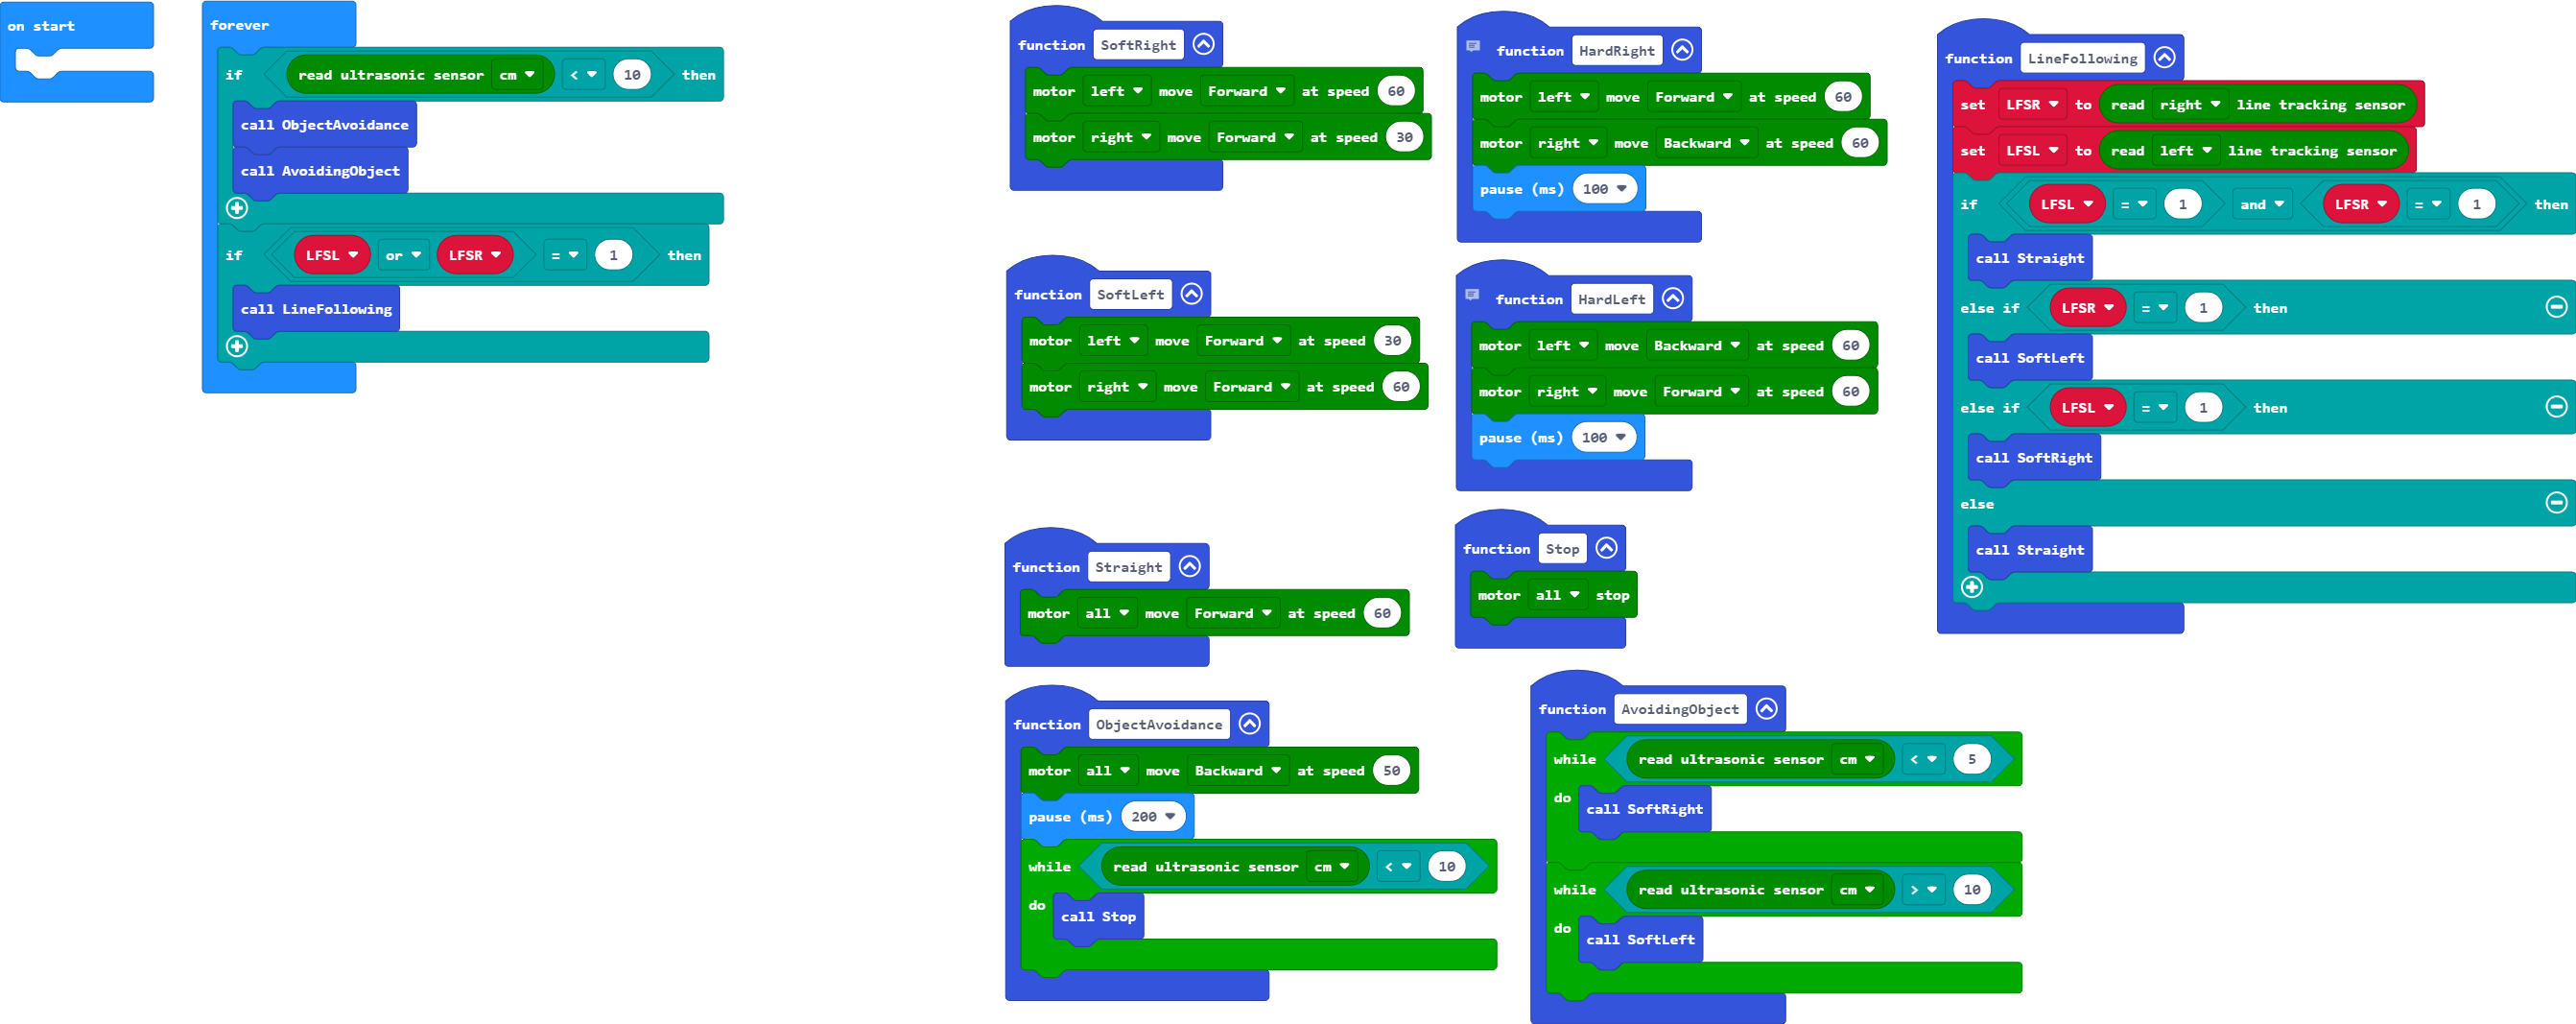 on start
forever
if read ultrasonic sensor cm < 10 then
call ObjectAvoidance
call AvoidingObject
if LFSL or LFSR = 1 then
call LineFollowing
function SoftRight
motor left move Forward at speed 60
motor right move Forward at speed 30
function SoftLeft
motor left move Forward at speed 30
motor right move Forward at speed 60
function Straight
motor all move Forward at speed 60
function ObjectAvoidance
motor all move Backward at speed 50
pause (ms) 200
while read ultrasonic sensor cm < 10
do
call Stop
function HardRight
motor left move Forward at speed 60
motor right move Backward at speed 60
pause (ms) 100
function HardLeft
motor left move Backward at speed 60
motor right move Forward at speed 60
pause (ms) 100
function Stop
motor all stop
function AvoidingObject
while read ultrasonic sensor cm < 5
do
call SoftRight
while read ultrasonic sensor cm > 10
do
call SoftLeft
function LineFollowing
set LFSR to read right line tracking sensor
set LFSL to read left line tracking sensor
if LFSL = 1 and LFSR = 1 then
call Straight
else if LFSR = 1 then
call SoftLeft
else if LFSL = 1 then
call SoftRight
else
call Straight